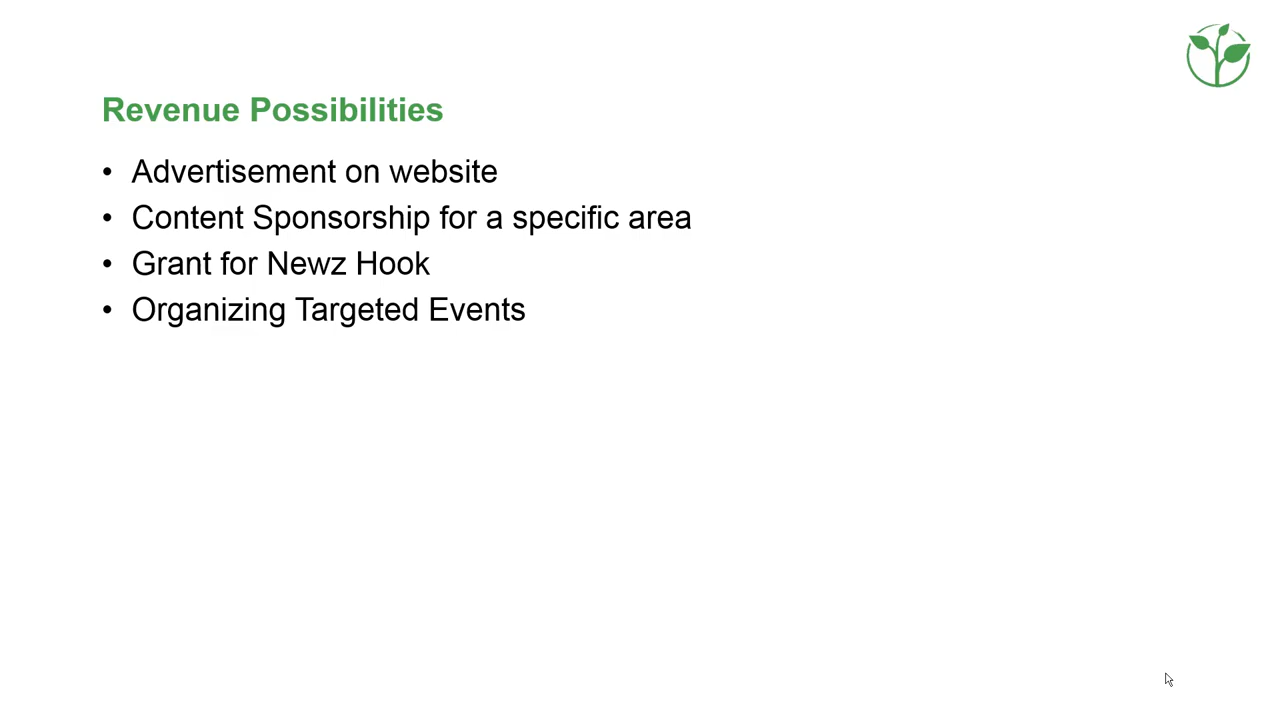 Revenue Possibilities
• Advertisement on website
• Content Sponsorship for a specific area
• Grant for Newz Hook
• Organizing Targeted Events